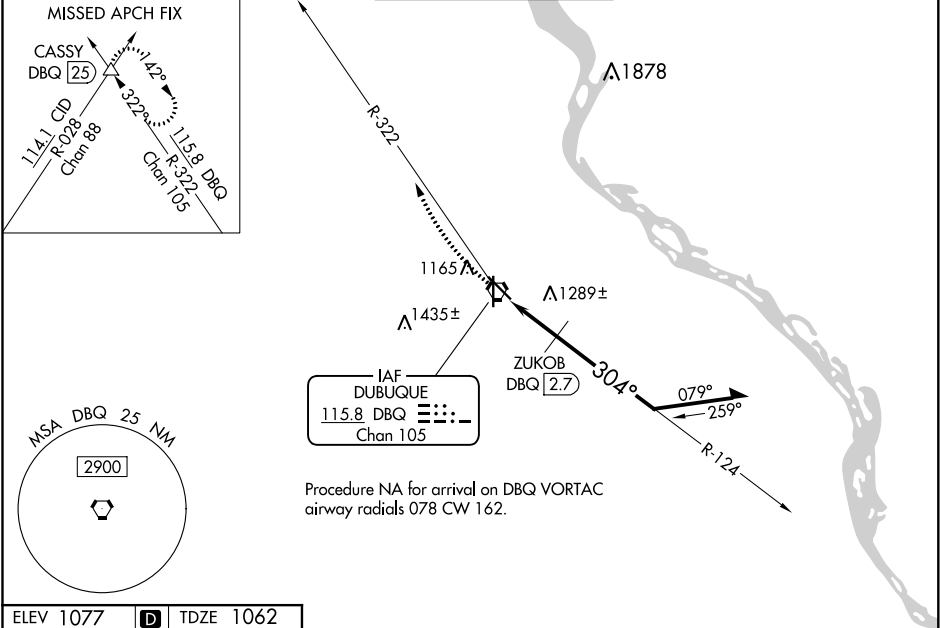 MISSED APCH FIX
CASSY
DBQ 25
142°
322°
114.1 CID
R-028
Chan 88
115.8 DBQ
R-322
Chan 105
R-322
1878
1165
1289±
1435±
ZUKOB
DBQ 2.7
304°
079°
259°
R-124
IAF
DUBUQUE
115.8 DBQ
Chan 105
MSA DBQ 25 NM
2900
Procedure NA for arrival on DBQ VORTAC
airway radials 078 CW 162.
ELEV 1077 D TDZE 1062